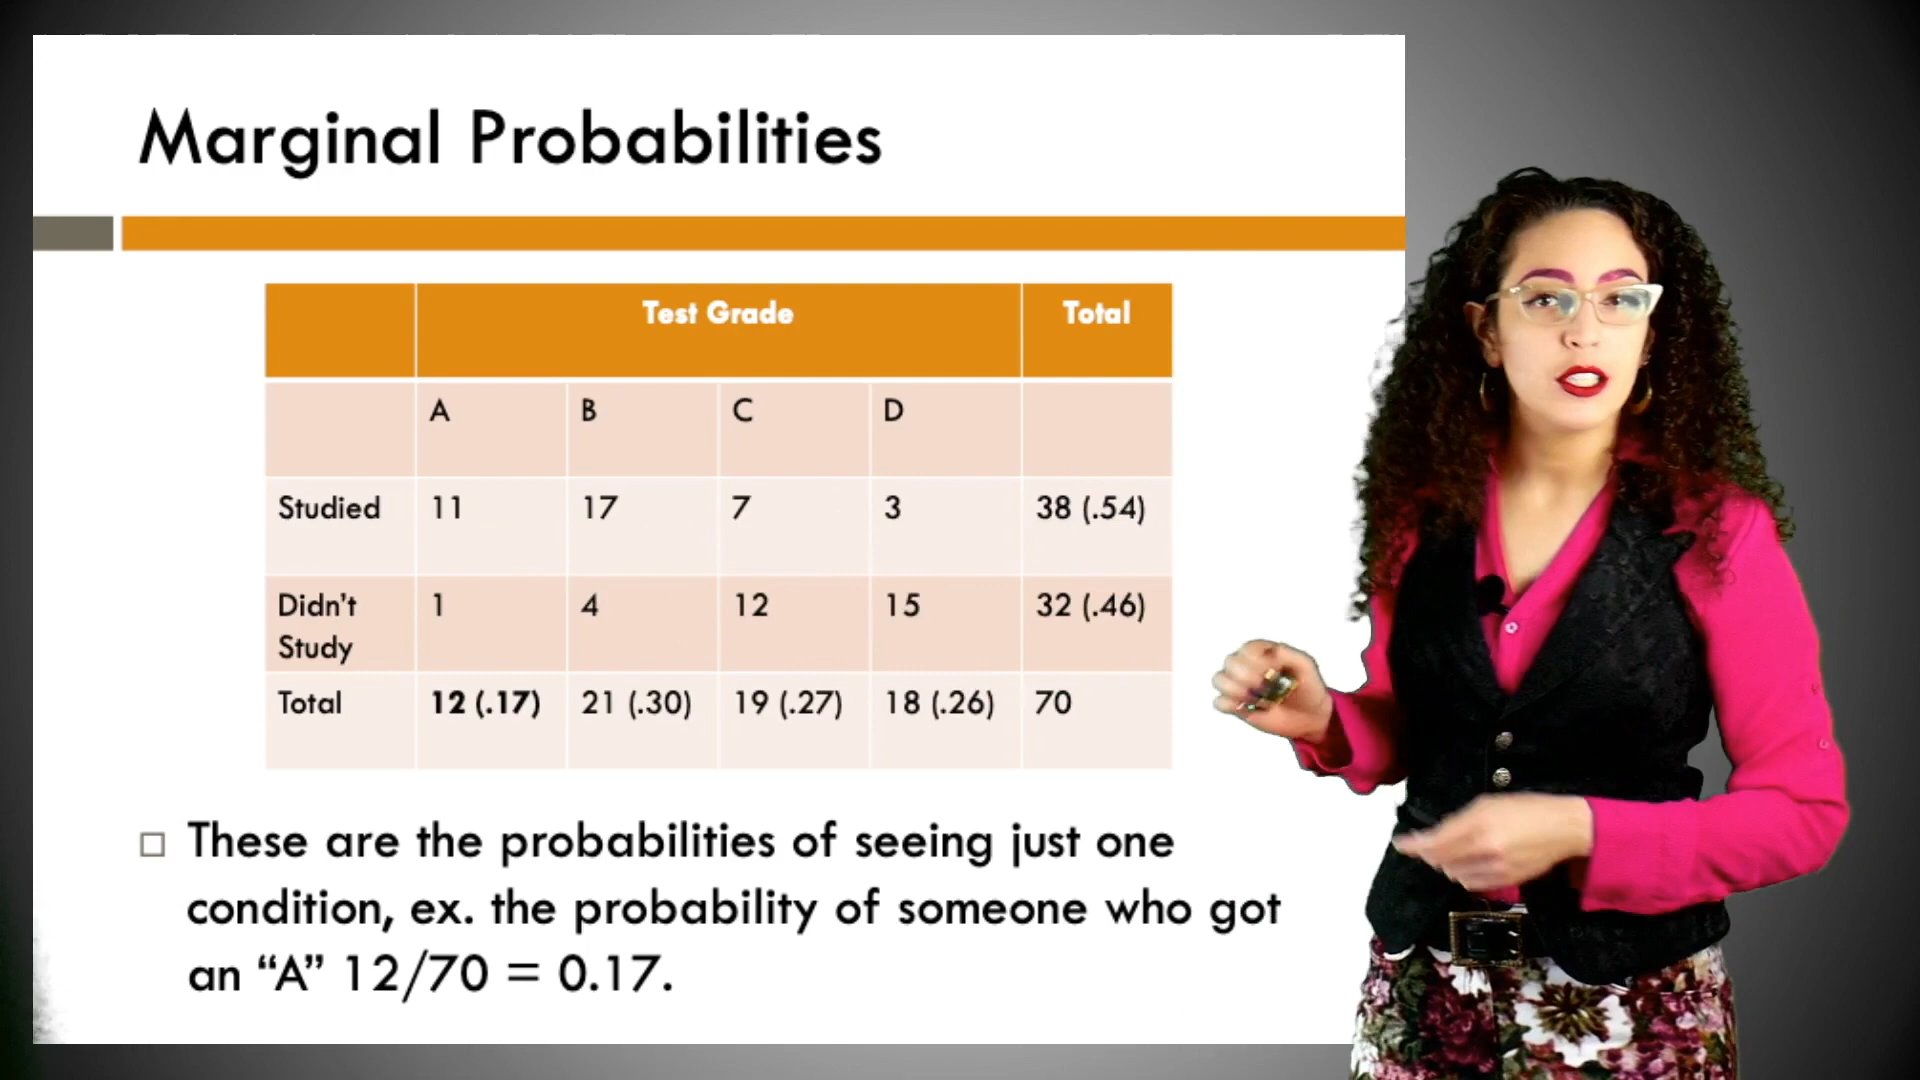 Marginal Probabilities
Test Grade Total
A B C D
Studied 11 17 7 3 38 (.54)
Didn't
Study 1 4 12 15 32 (.46)
Total 12 (.17) 21 (.30) 19 (.27) 18 (.26) 70
These are the probabilities of seeing just one
condition, ex. the probability of someone who got
an “A” 12/70 = 0.17.